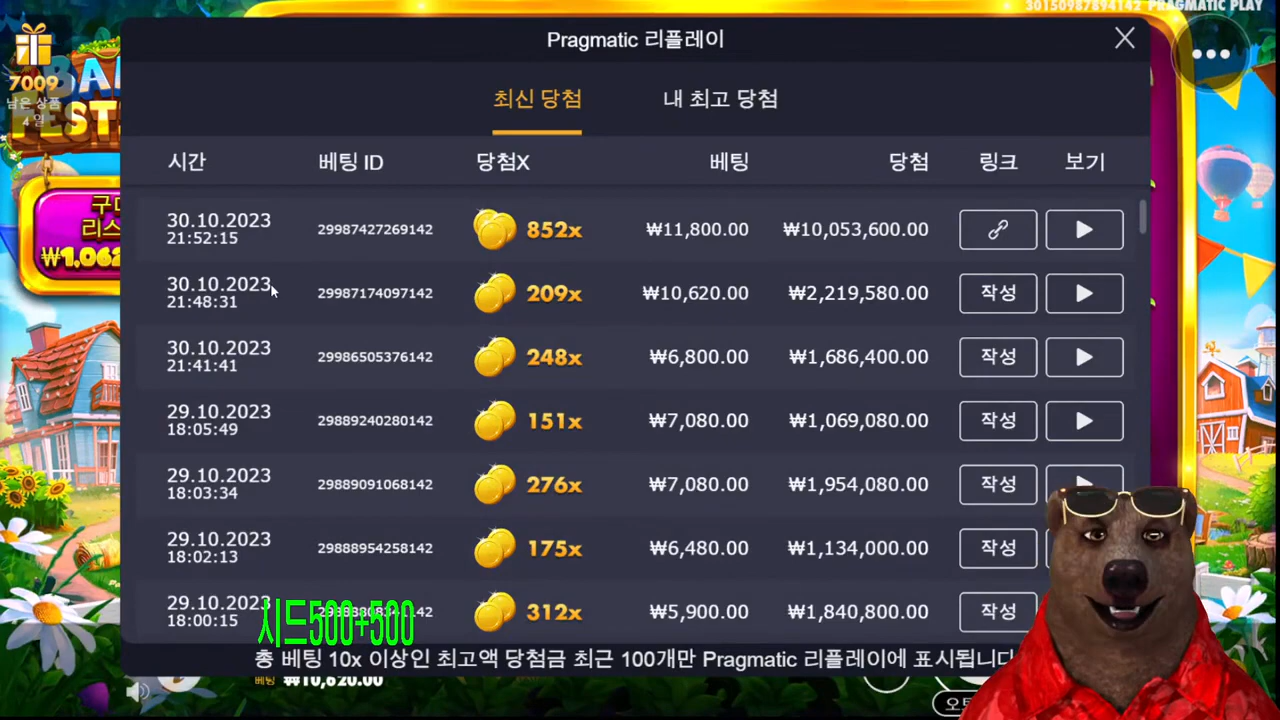 30150987894142 PRAGMATIC PLAY
Pragmatic 리플레이
7009
남은 상품
4 일
최신 당첨 내 최고 당첨
시간 베팅 ID 당첨X 베팅 당첨 링크 보기
30.10.2023
21:52:15
29987427269142 852x ₩11,800.00 ₩10,053,600.00
30.10.2023
21:48:31
29987174097142 209x ₩10,620.00 ₩2,219,580.00 작성
30.10.2023
21:41:41
29986505376142 248x ₩6,800.00 ₩1,686,400.00 작성
29.10.2023
18:05:49
29889240280142 151x ₩7,080.00 ₩1,069,080.00 작성
29.10.2023
18:03:34
29889091068142 276x ₩7,080.00 ₩1,954,080.00 작성
29.10.2023
18:02:13
29888954258142 175x ₩6,480.00 ₩1,134,000.00 작성
29.10.2023
18:00:15
312x ₩5,900.00 ₩1,840,800.00 작성
시드500+500
총 베팅 10x 이상인 최고액 당첨금 최근 100개만 Pragmatic 리플레이에 표시됩니다
베팅 ₩10,620.00